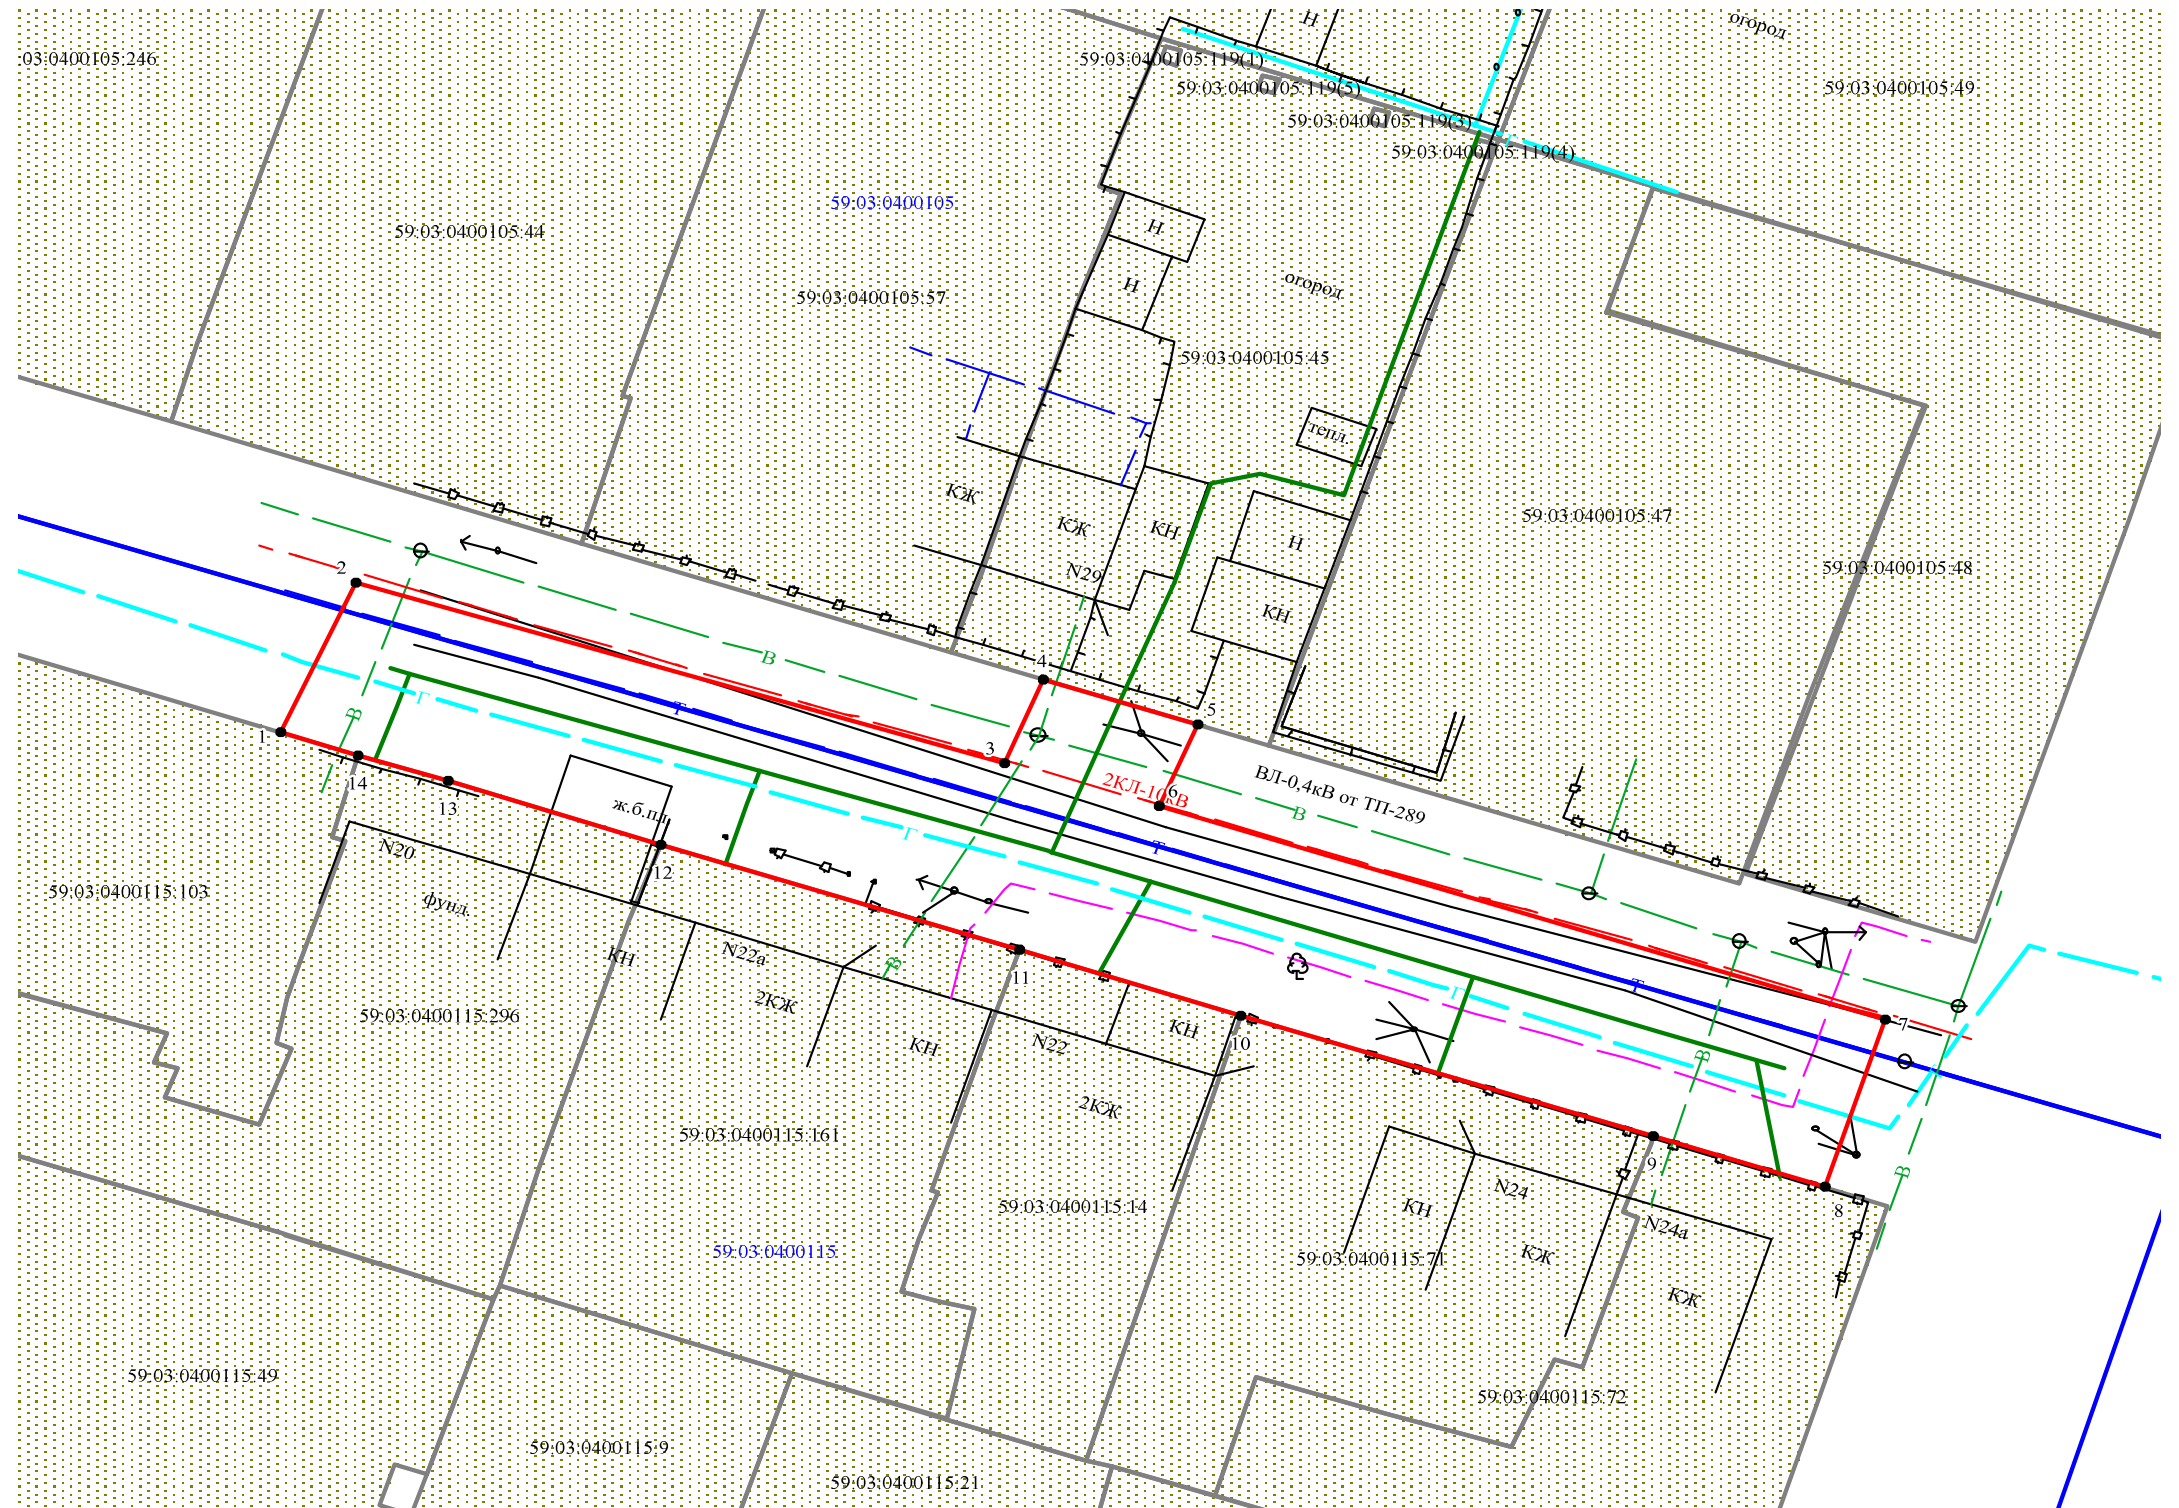 Н
огород
03:0400105:246
59:03:0400105:119(1)
59:03:0400105:119(5)
59:03:0400105:49
59:03:0400105:119(3)
Г
59:03:0400105:119(4)
59:03:0400105
59:03:0400105:44
Н
Н
огород
59:03:0400105:57
59:03:0400105:45
тепл.
КЖ
КЖ
КН
Н
59:03:0400105:47
59:03:0400105:48
N29
КН
2
В
4
Г
Т
В
5
1
3
14
13
2КЛ-10кВ
6
ВЛ-0,4кВ от ТП-289
В
ж.б.пл.
Г
Т
N20
12
59:03:0400115:103
фунд.
КН
N22а
В
11
2КЖ
Г
Т
59:03:0400115:296
КН
N22
КН
10
7
В
2КЖ
59:03:0400115:161
9
В
59:03:0400115:14
КН
N24
8
N24а
59:03:0400115
59:03:0400115:71
КЖ
КЖ
59:03:0400115:49
59:03:0400115:72
59:03:0400115:9
59:03:0400115:21